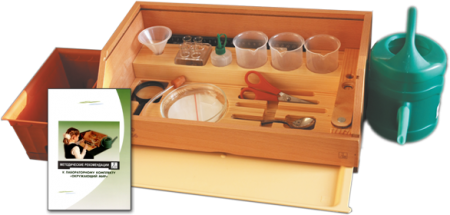 МЕТОДИЧЕСКИЕ РЕКОМЕНДАЦИИ
К ЛАБОРАТОРНОМУ КОМПЛЕКТУ
«ОКРУЖАЮЩИЙ МИР»